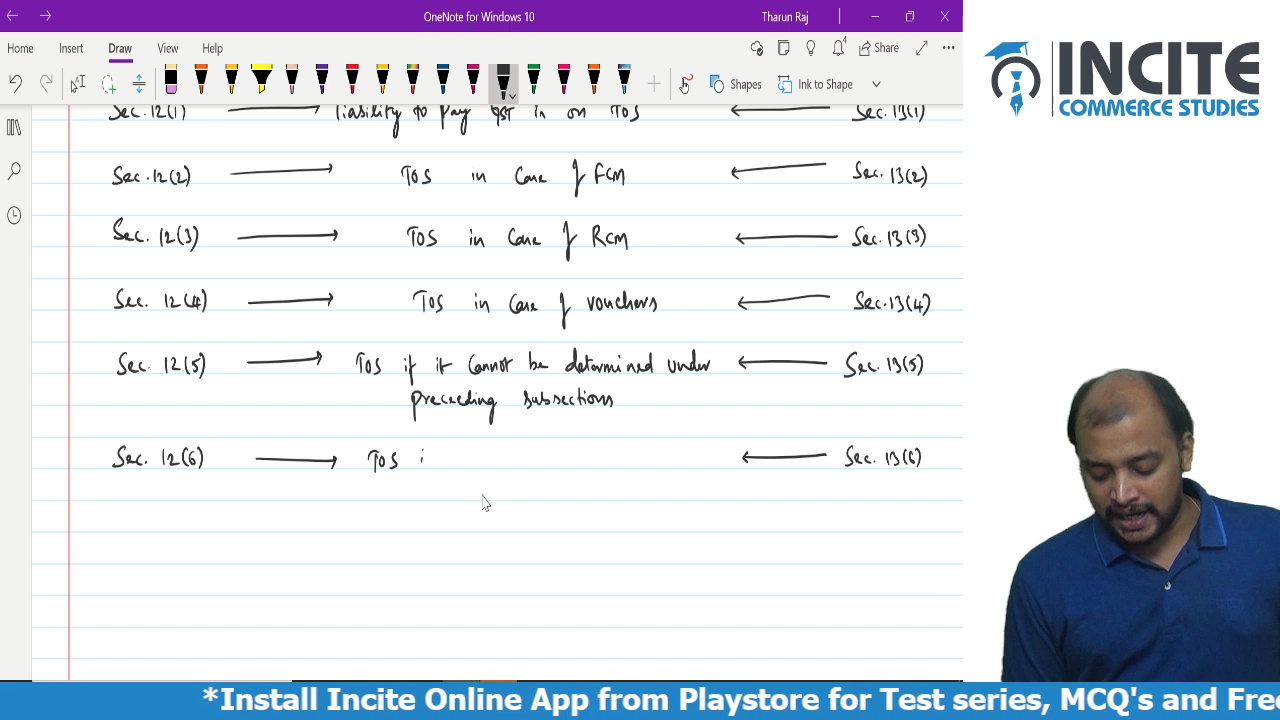 OneNote for Windows 10
Tharun Raj
Home Insert Draw View Help
4 Share
Shapes Ink to Shape
INCITE
COMMERCE STUDIES
Sec. 12(1) liability to pay GST is on TOS Sec. 13(1)
Sec. 12(2) TOS in Case of FCM Sec. 13(2)
Sec. 12(3) TOS in Case of RCM Sec. 13(3)
Sec. 12(4) TOS in Case of vouchers Sec. 13(4)
Sec. 12(5) TOS if it Cannot be determined under Sec. 13(5)
preceeding subsections
Sec. 12(6) TOS i Sec. 13(6)
*Install Incite Online App from Playstore for Test series, MCQ's and Free